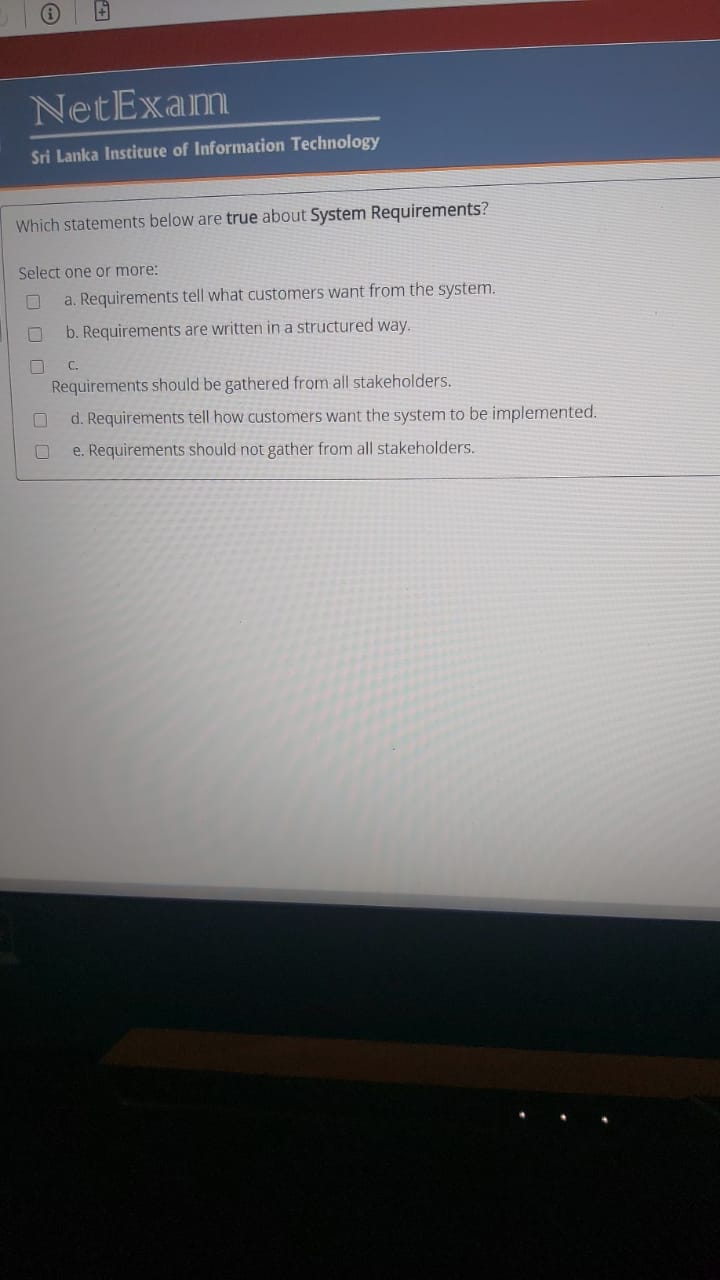 NetExam
Sri Lanka Institute of Information Technology
Which statements below are true about System Requirements?
Select one or more:
a. Requirements tell what customers want from the system.
b. Requirements are written in a structured way.
c.
Requirements should be gathered from all stakeholders.
d. Requirements tell how customers want the system to be implemented.
e. Requirements should not gather from all stakeholders.